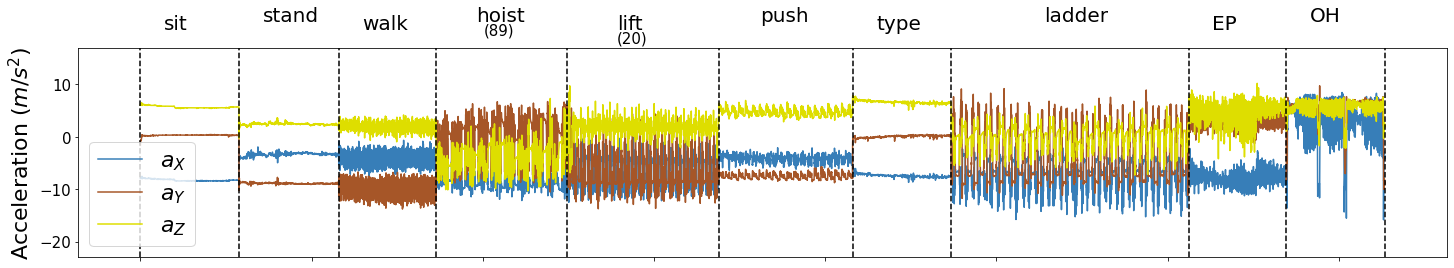 sit stand walk hoist lift push type ladder EP OH
(89) (20)
Acceleration (m/s²)
10
0
−10
−20
a_X
a_Y
a_Z